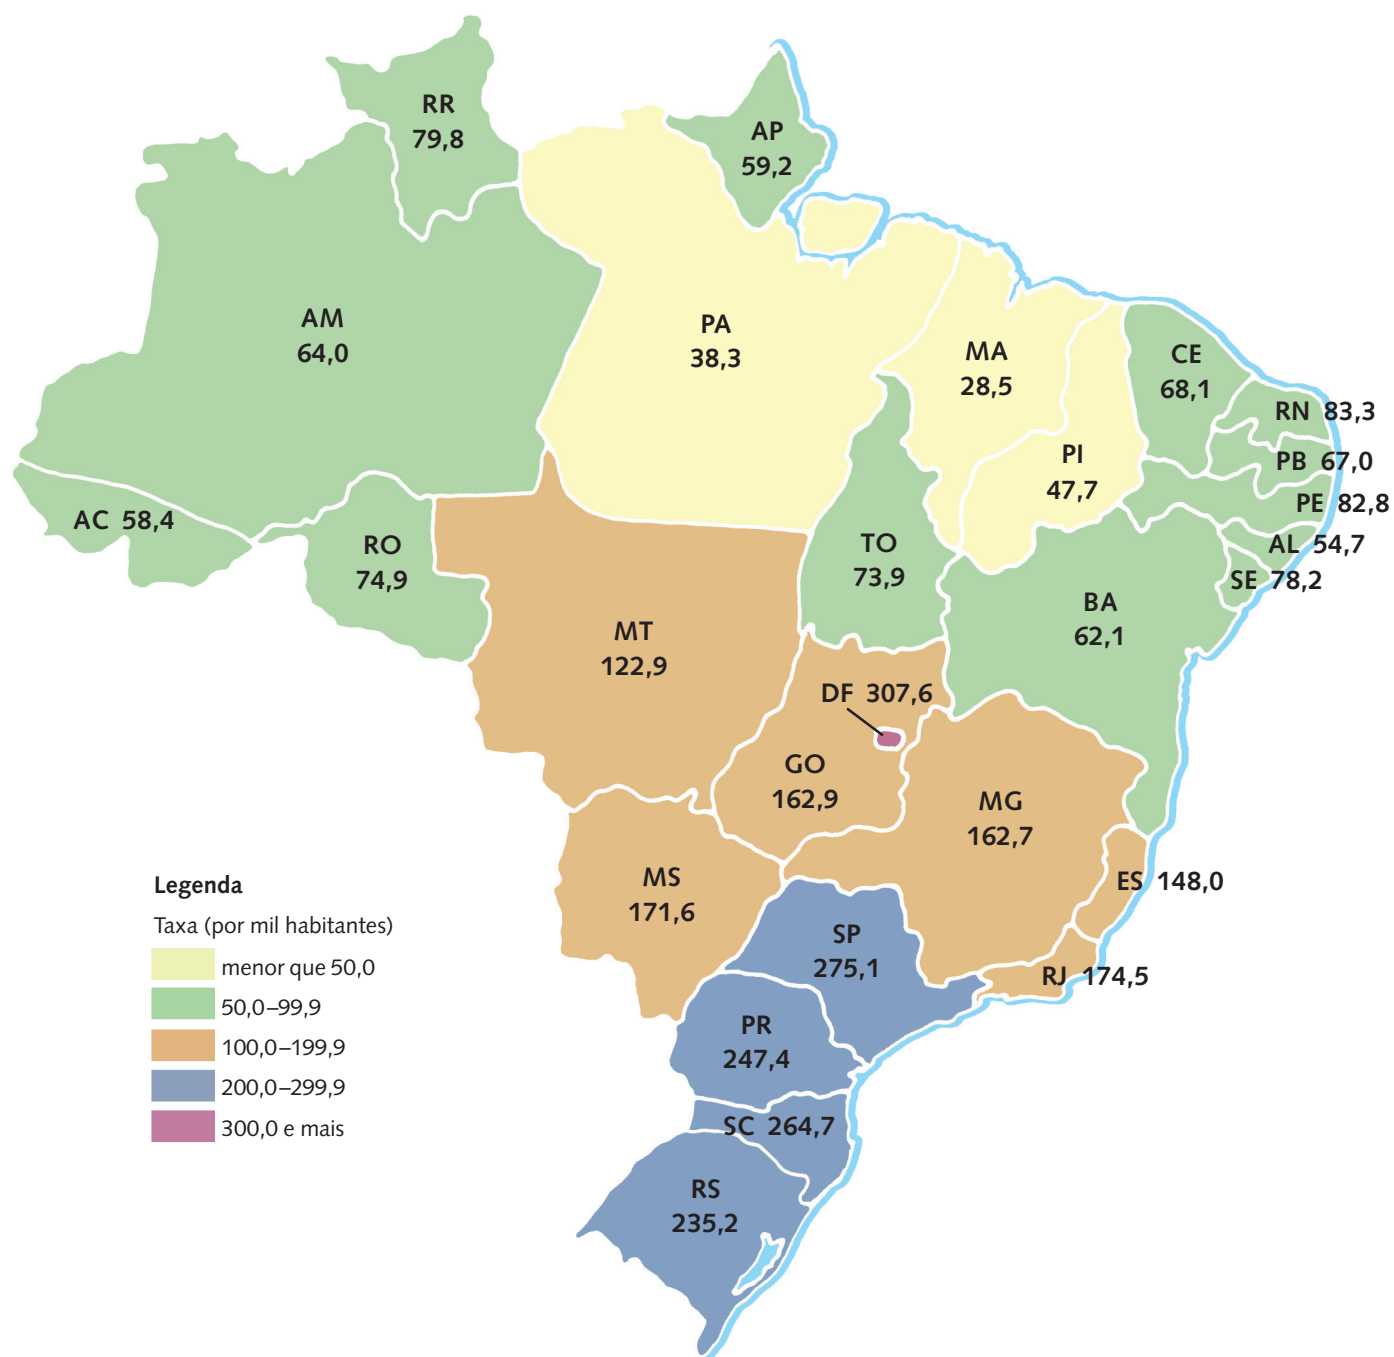 RR
79,8
AP
59,2
AM
64,0
PA
38,3
MA
28,5
CE
68,1
RN 83,3
PI
47,7
PB 67,0
PE 82,8
AC 58,4
RO
74,9
TO
73,9
AL 54,7
SE 78,2
BA
62,1
MT
122,9
DF 307,6
GO
162,9
MG
162,7
MS
171,6
ES 148,0
SP
275,1
RJ 174,5
PR
247,4
SC 264,7
RS
235,2
Legenda
Taxa (por mil habitantes)
menor que 50,0
50,0–99,9
100,0–199,9
200,0–299,9
300,0 e mais